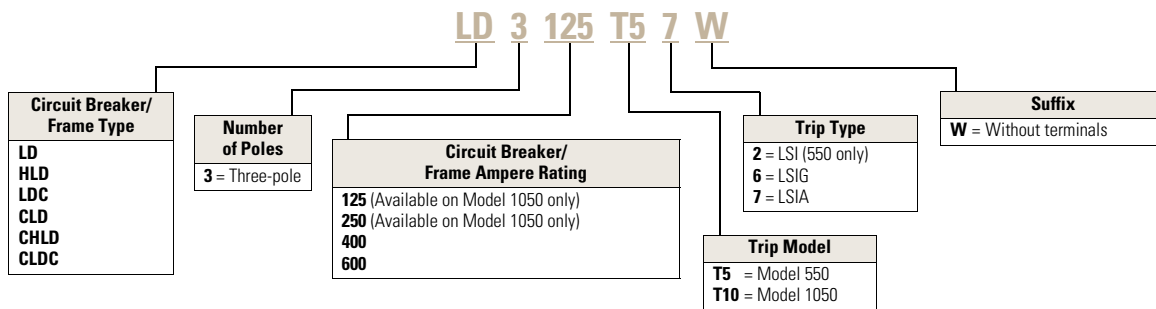 LD 3 125 T5 7 W
Circuit Breaker/
Frame Type
LD
HLD
LDC
CLD
CHLD
CLDC
Number
of Poles
3 = Three-pole
Circuit Breaker/
Frame Ampere Rating
125 (Available on Model 1050 only)
250 (Available on Model 1050 only)
400
600
Trip Model
T5 = Model 550
T10 = Model 1050
Trip Type
2 = LSI (550 only)
6 = LSIG
7 = LSIA
Suffix
W = Without terminals